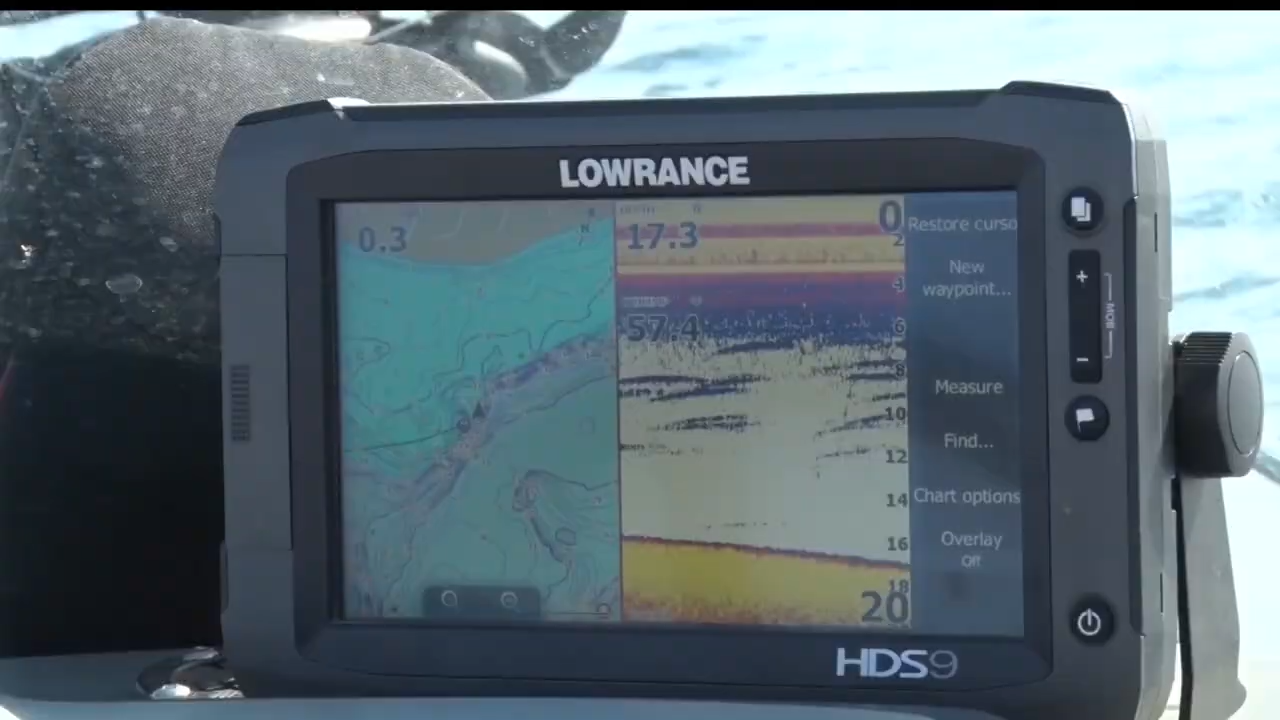 LOWRANCE
0.3
N
17.3
0
2
4
57.4
6
8
10
12
14
16
18
20
Restore curso
New
waypoint...
Measure
Find...
Chart options
Overlay
Off
+
MOB
−
HDS9